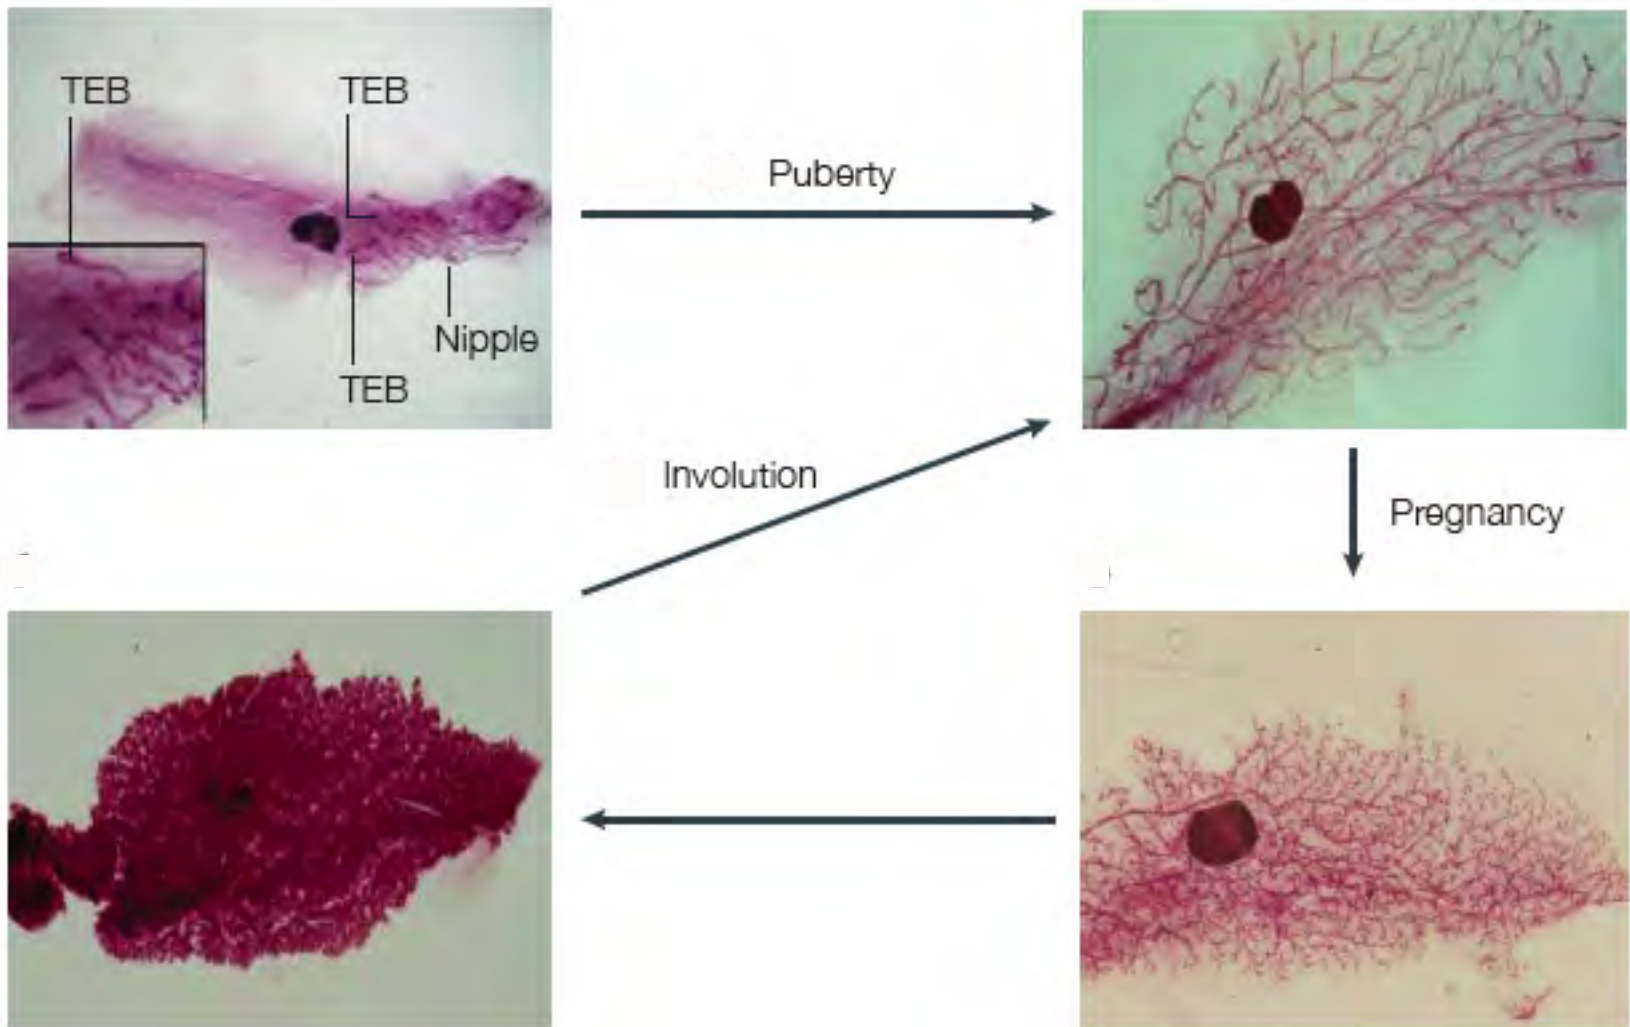 TEB
TEB
Puberty
Nipple
TEB
Involution
Pregnancy